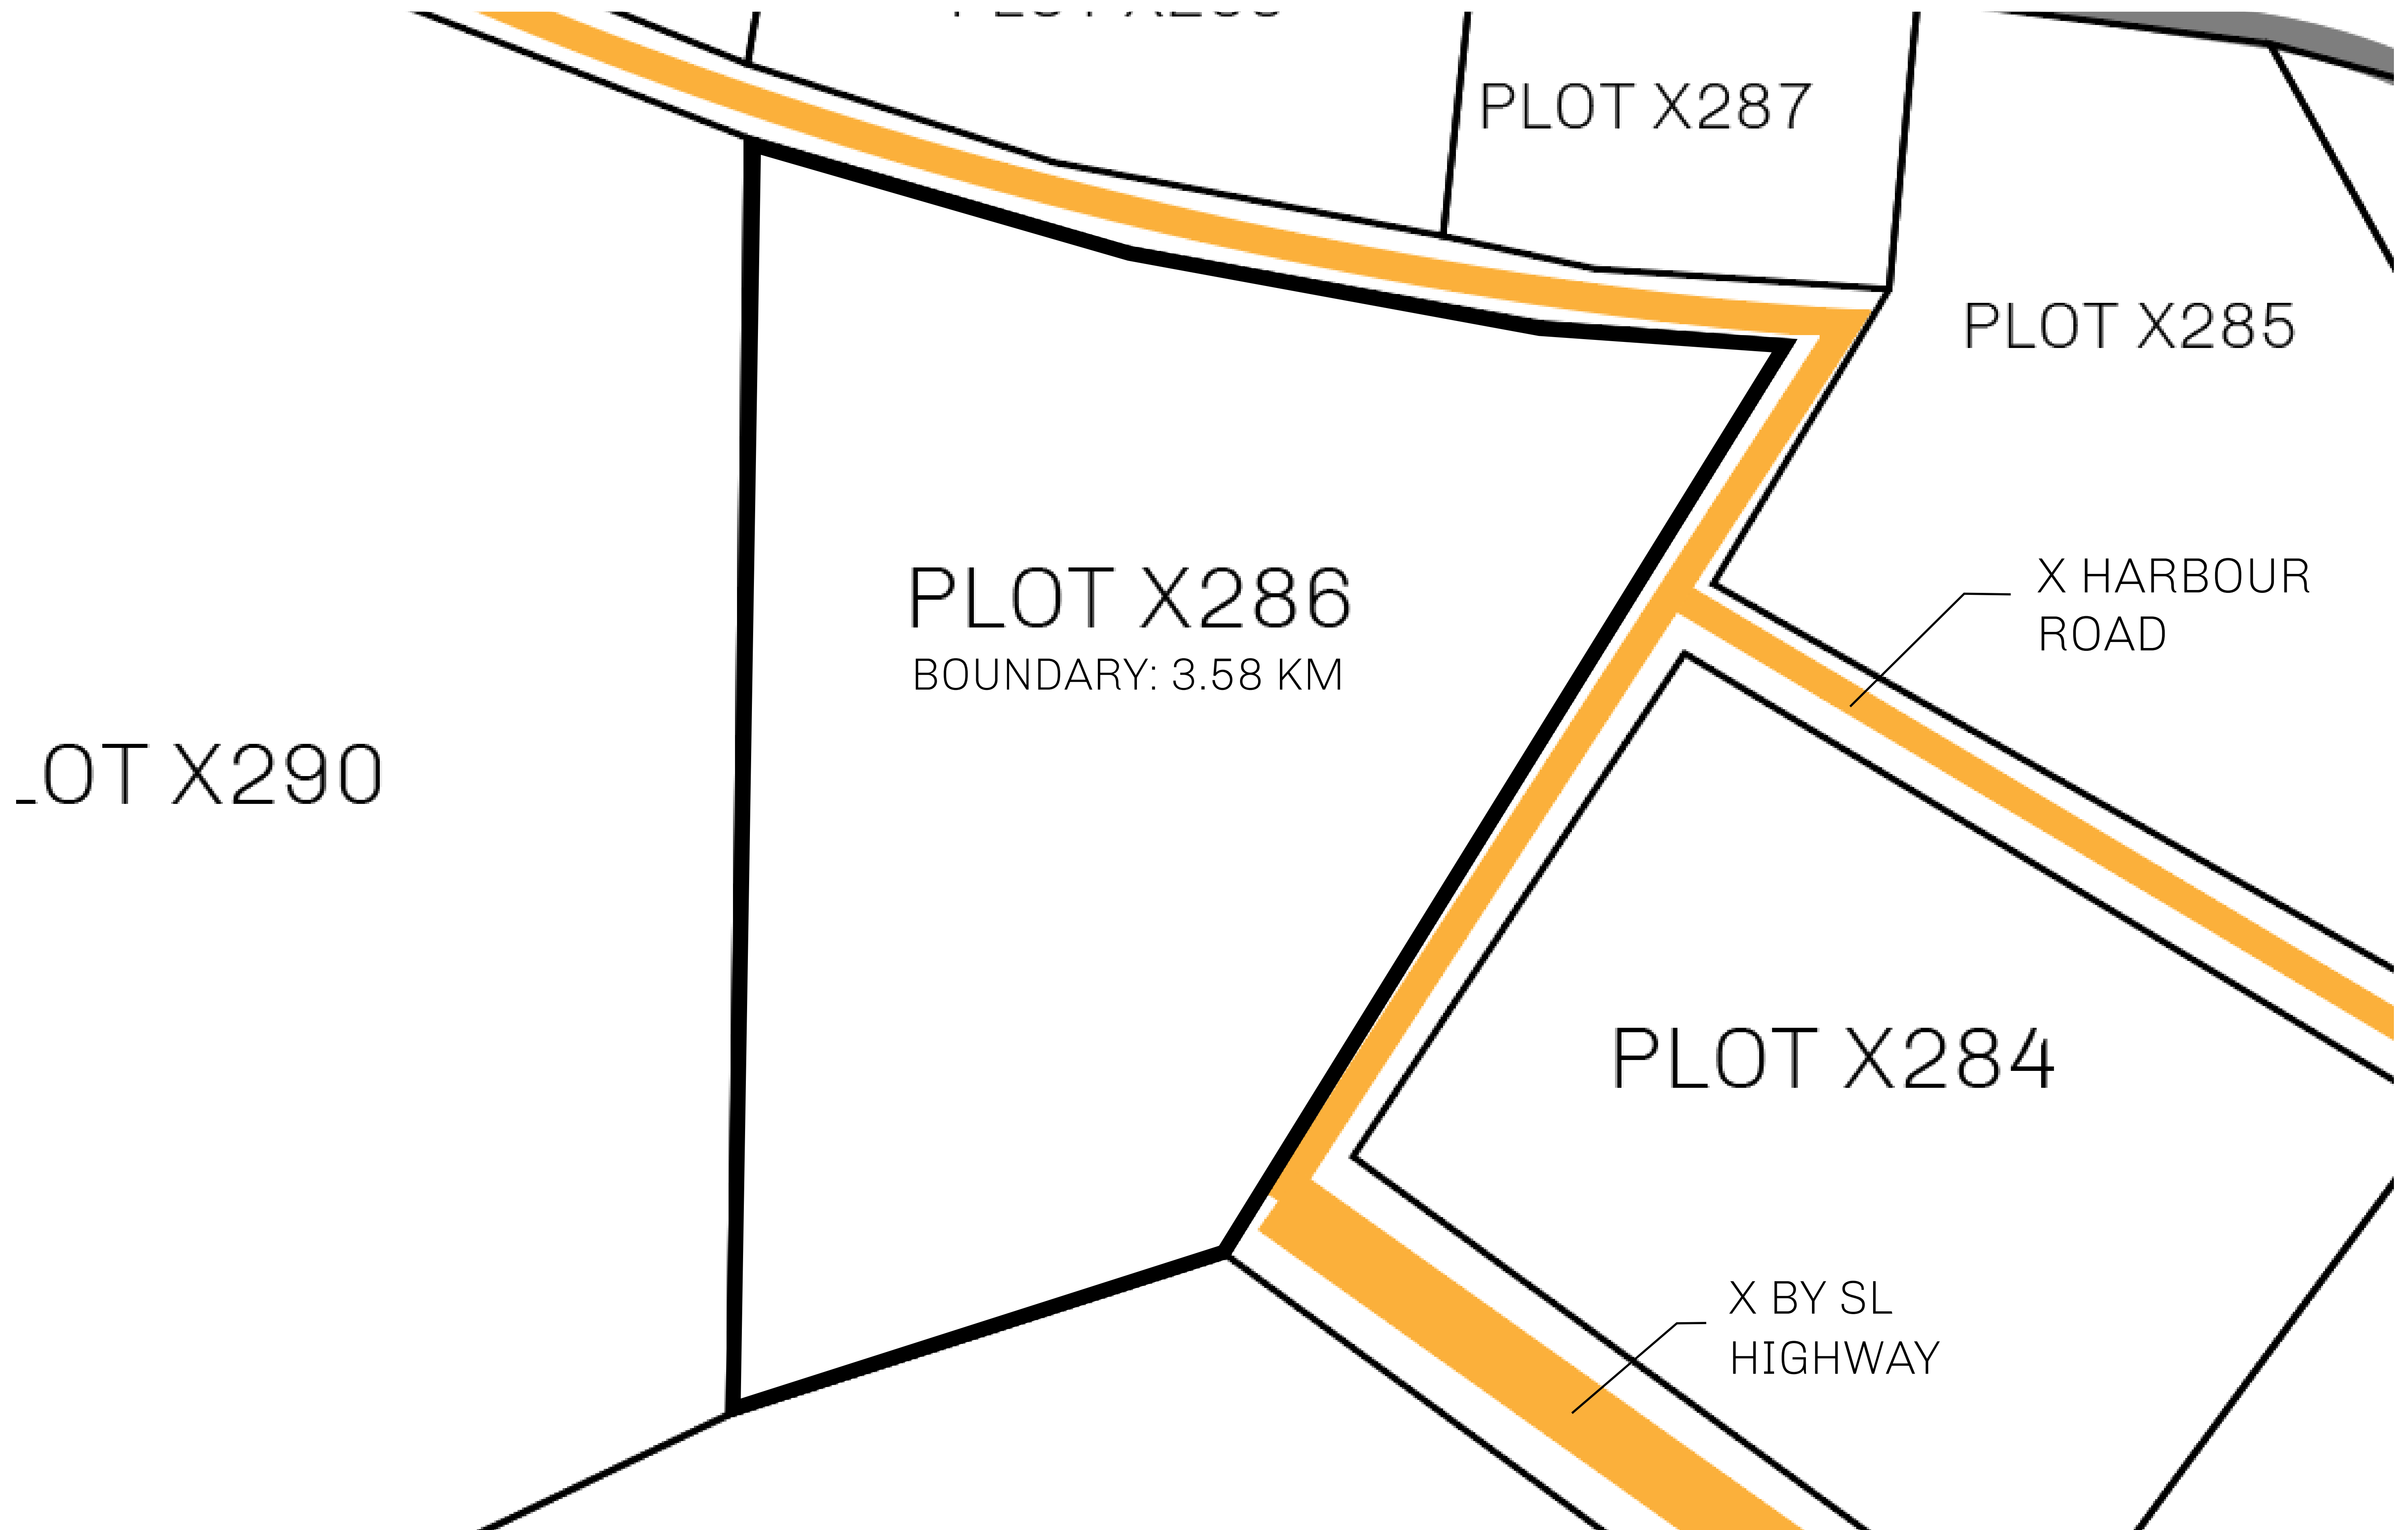 PLOT X287
PLOT X285
X HARBOUR
ROAD
PLOT X286
BOUNDARY: 3.58 KM
OT X290
PLOT X284
X BY SL
HIGHWAY